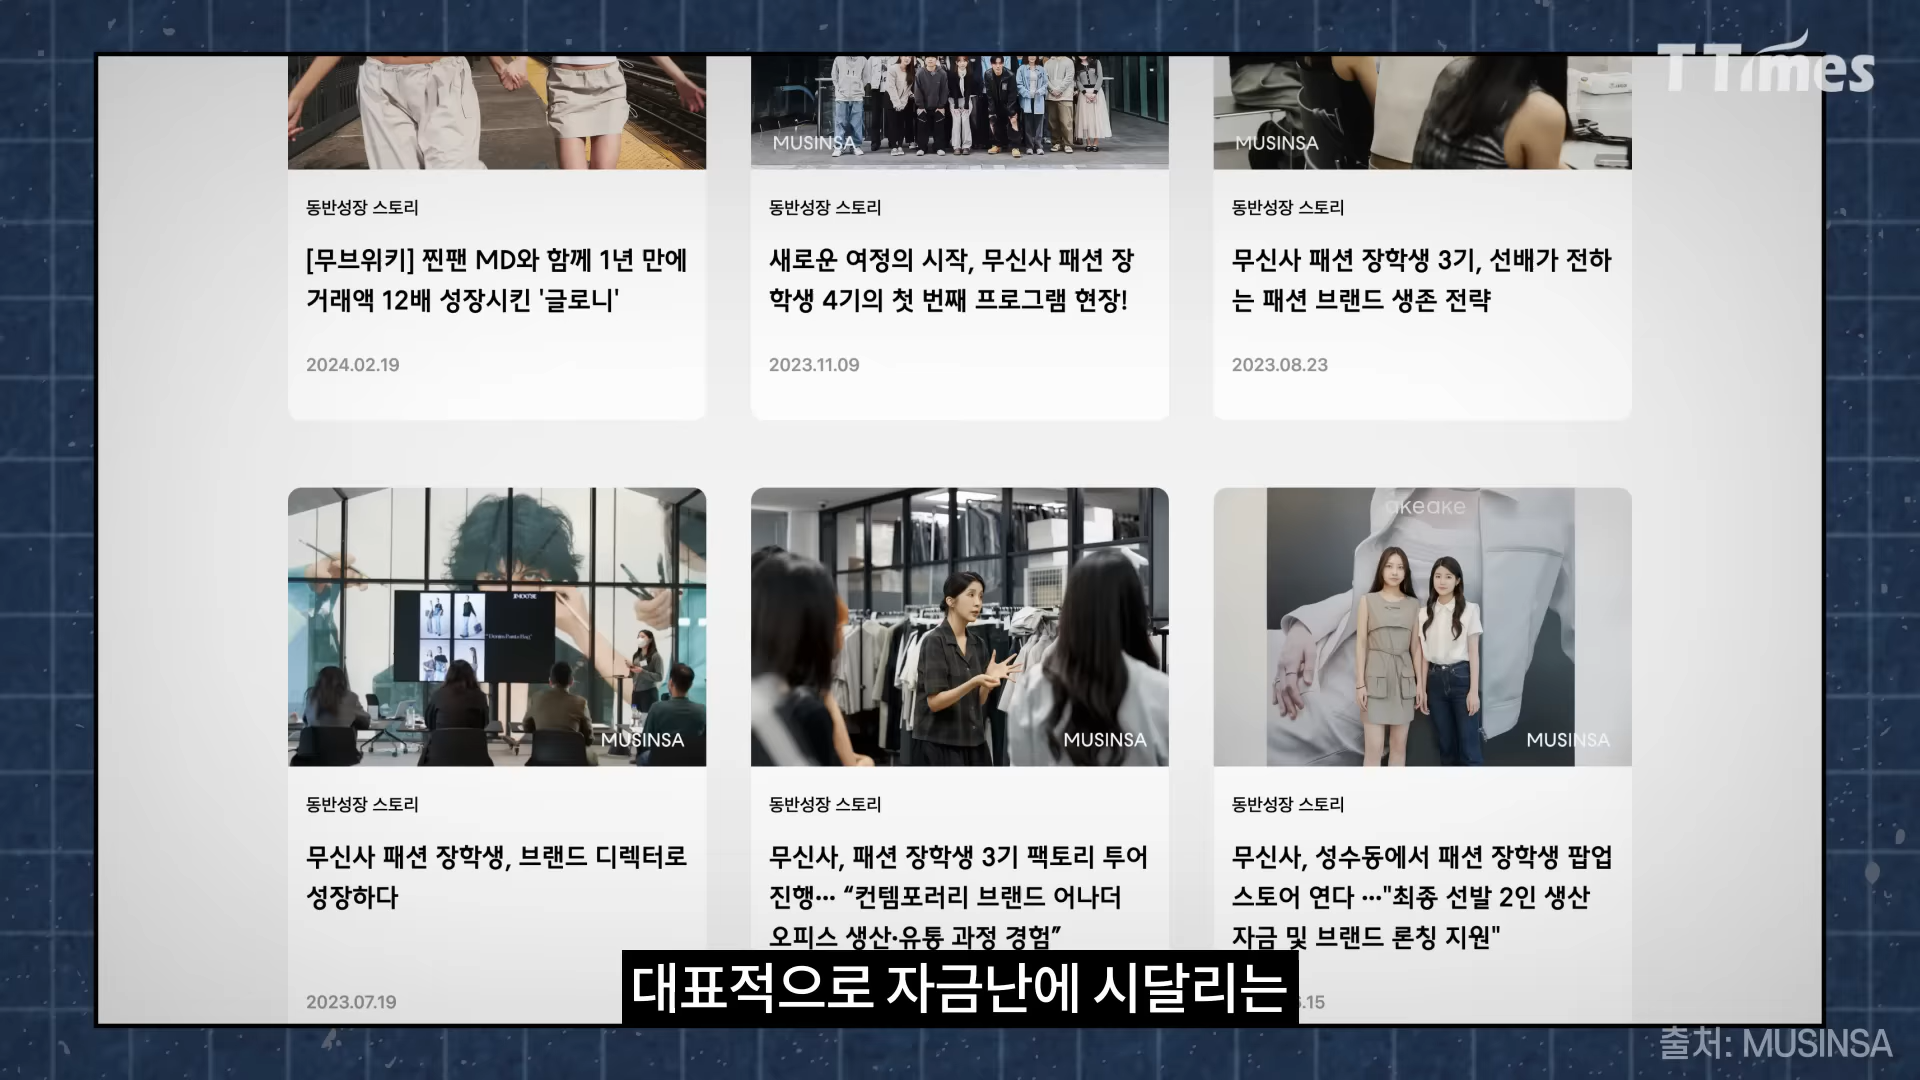 TTimes
MUSINSA
MUSINSA
동반성장 스토리
[무브위키] 찐팬 MD와 함께 1년 만에
거래액 12배 성장시킨 '글로니'
2024.02.19
동반성장 스토리
새로운 여정의 시작, 무신사 패션 장
학생 4기의 첫 번째 프로그램 현장!
2023.11.09
동반성장 스토리
무신사 패션 장학생 3기, 선배가 전하
는 패션 브랜드 생존 전략
2023.08.23
akeake
MUSINSA
MUSINSA
MUSINSA
동반성장 스토리
무신사 패션 장학생, 브랜드 디렉터로
성장하다
2023.07.19
동반성장 스토리
무신사, 패션 장학생 3기 팩토리 투어
진행… “컨템포러리 브랜드 어나더
오피스 생산·유통 과정 경험”
동반성장 스토리
무신사, 성수동에서 패션 장학생 팝업
스토어 연다 …"최종 선발 2인 생산
자금 및 브랜드 론칭 지원"
.15
대표적으로 자금난에 시달리는
출처: MUSINSA